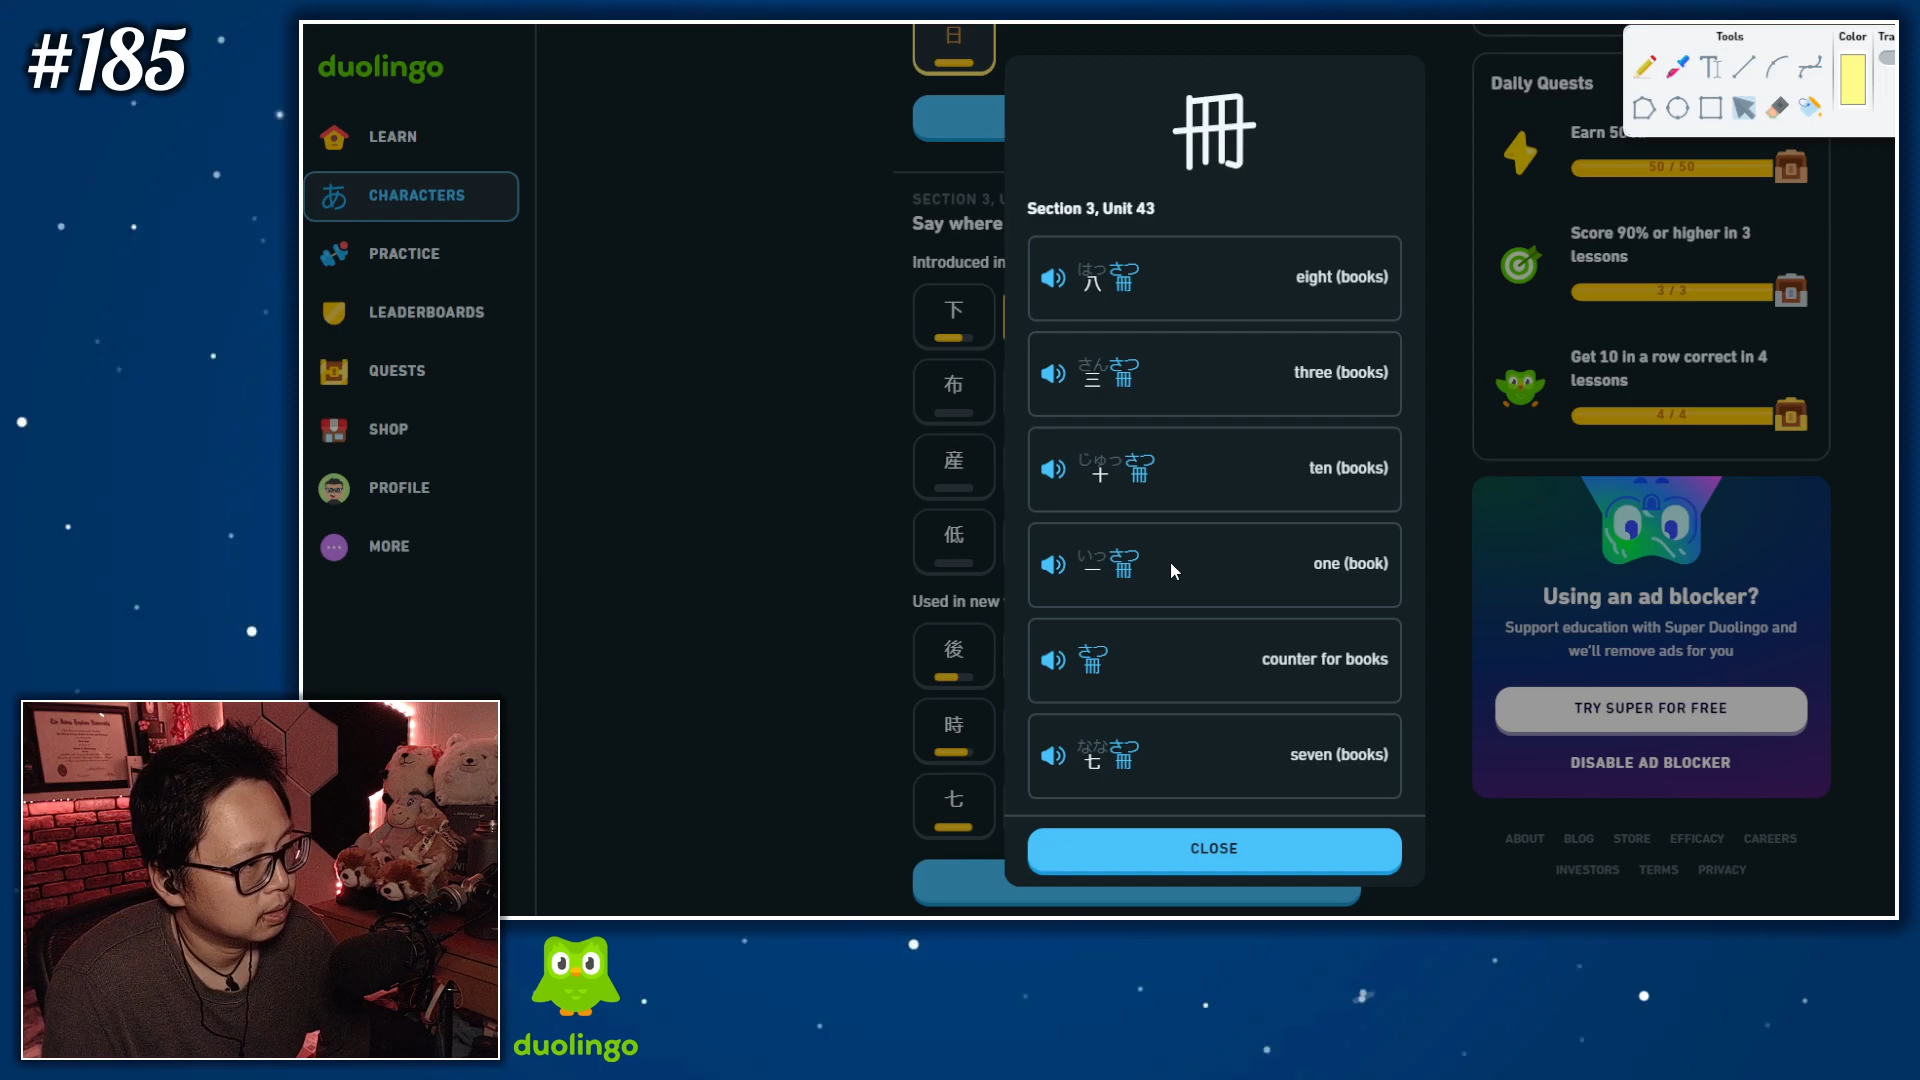 #185
duolingo
LEARN
あ CHARACTERS
PRACTICE
LEADERBOARDS
QUESTS
SHOP
PROFILE
MORE
日
Say where
Introduced in
下
布
産
低
Used in new
後
時
七
冊
Section 3, Unit 43
はっさつ
八冊
eight (books)
さんさつ
三冊
three (books)
じゅっさつ
十冊
ten (books)
いっさつ
一冊
one (book)
さつ
冊
counter for books
ななさつ
七冊
seven (books)
CLOSE
Tools
Color
Tra
Daily Quests
Earn 50
50 / 50
Score 90% or higher in 3
lessons
3 / 3
Get 10 in a row correct in 4
lessons
4 / 4
Using an ad blocker?
Support education with Super Duolingo and
we'll remove ads for you
TRY SUPER FOR FREE
DISABLE AD BLOCKER
ABOUT BLOG STORE EFFICACY CAREERS
INVESTORS TERMS PRIVACY
duolingo